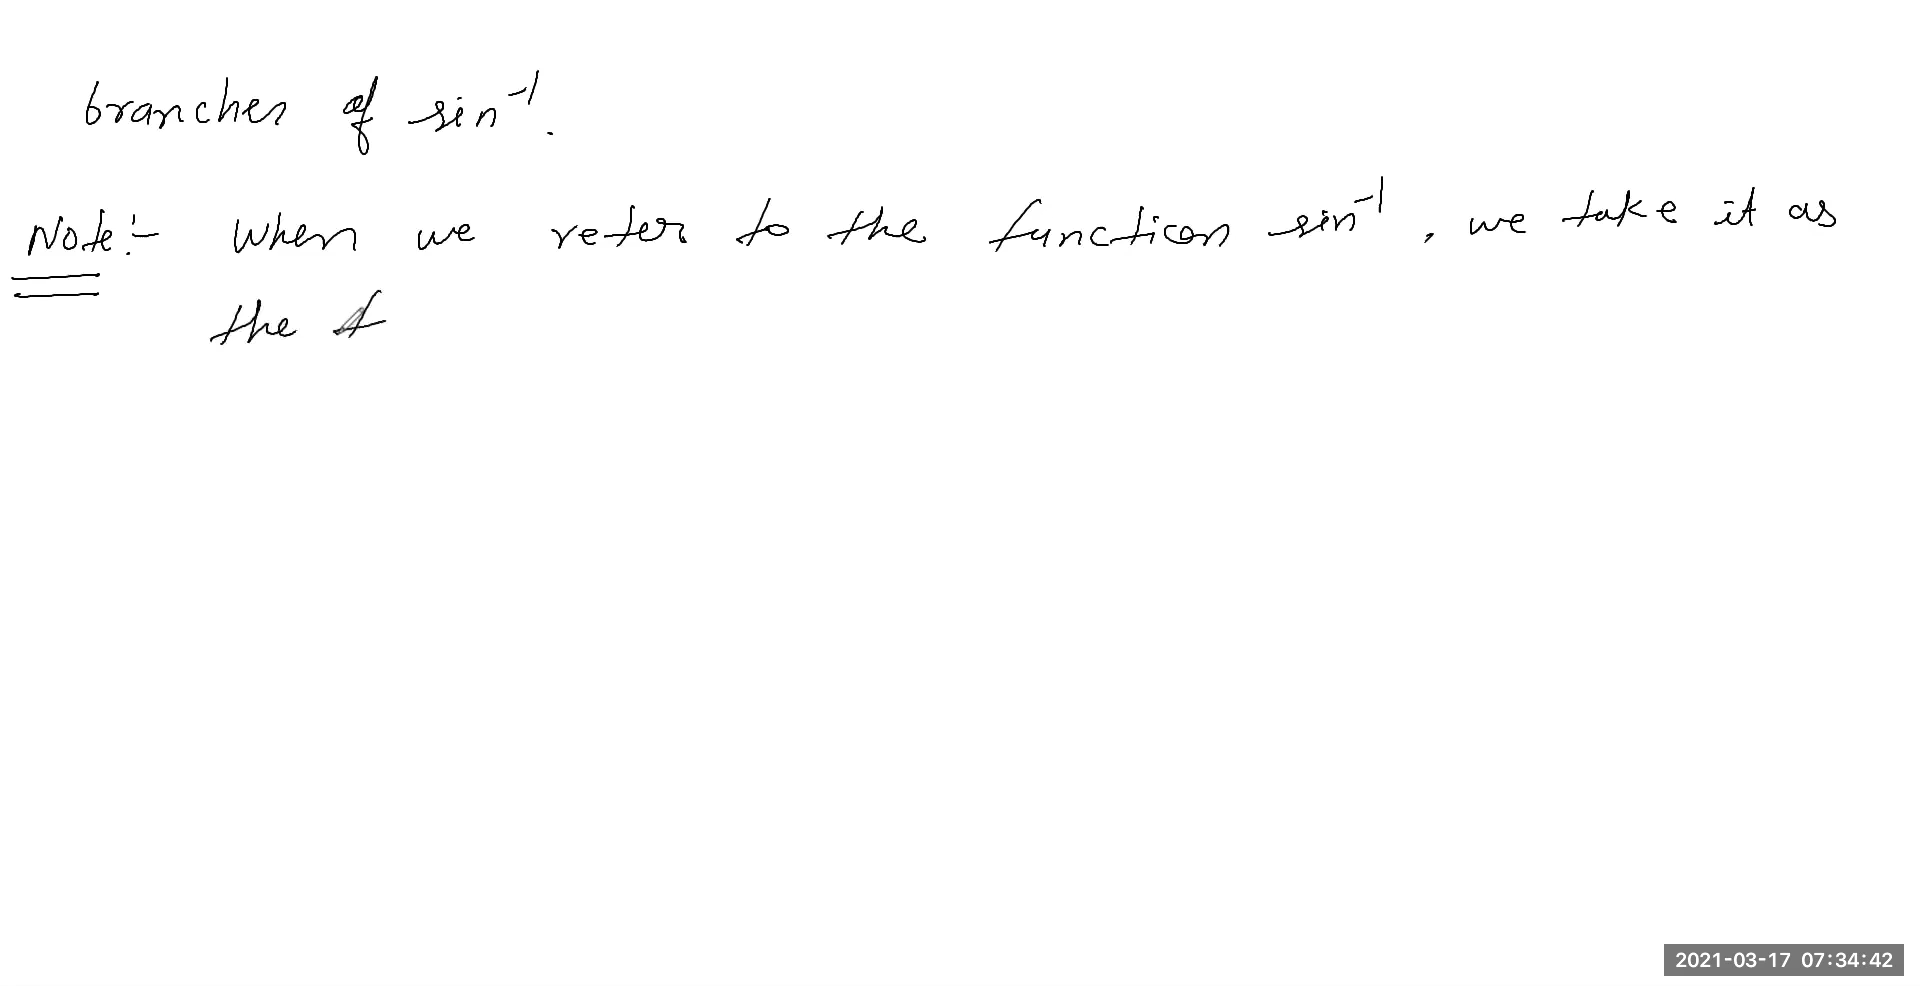 branches of sin⁻¹.
Note:- When we refer to the function sin⁻¹, we take it as
the f
2021-03-17 07:34:42